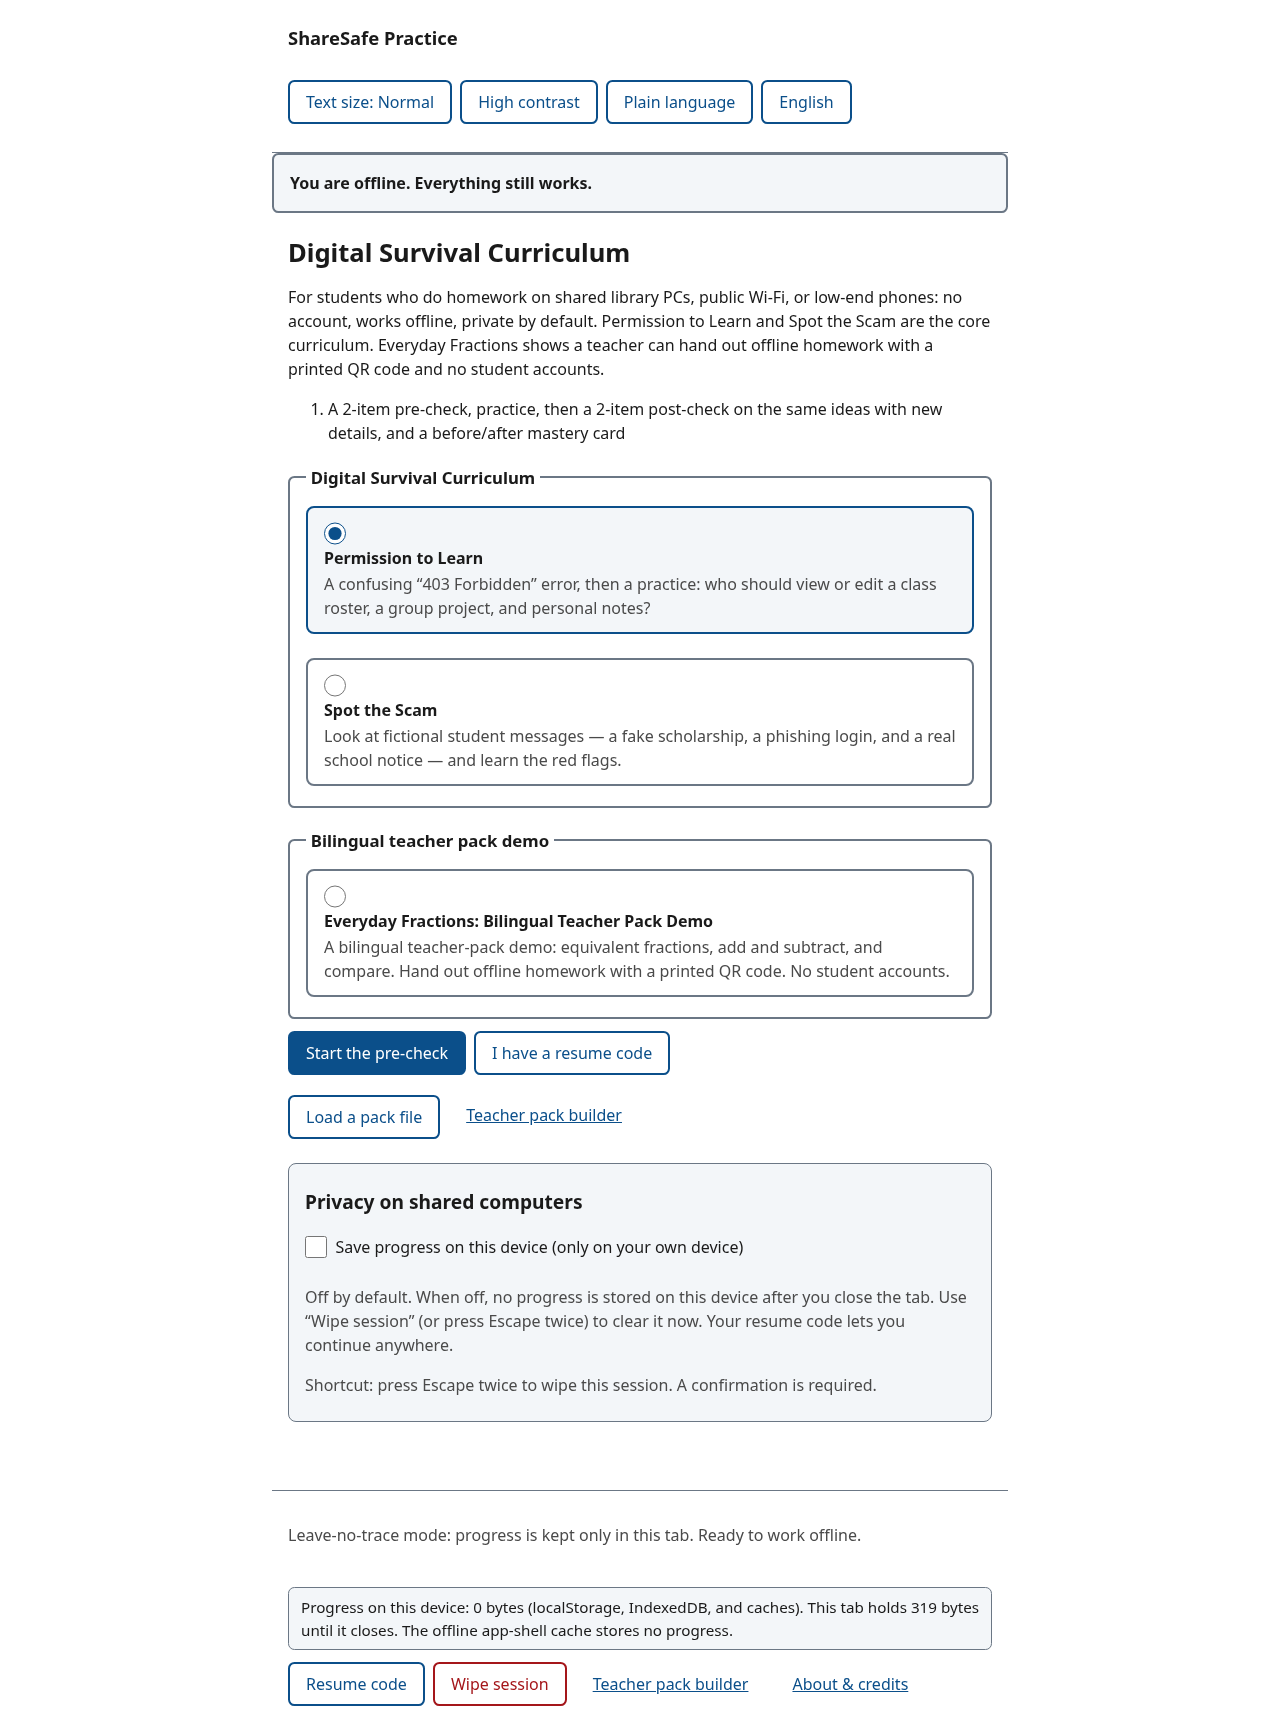 ShareSafe Practice
Text size: Normal
High contrast
Plain language
English
You are offline. Everything still works.
Digital Survival Curriculum
For students who do homework on shared library PCs, public Wi-Fi, or low-end phones: no
account, works offline, private by default. Permission to Learn and Spot the Scam are the core
curriculum. Everyday Fractions shows a teacher can hand out offline homework with a
printed QR code and no student accounts.
1. A 2-item pre-check, practice, then a 2-item post-check on the same ideas with new
details, and a before/after mastery card
Digital Survival Curriculum
Permission to Learn
A confusing “403 Forbidden” error, then a practice: who should view or edit a class
roster, a group project, and personal notes?
Spot the Scam
Look at fictional student messages — a fake scholarship, a phishing login, and a real
school notice — and learn the red flags.
Bilingual teacher pack demo
Everyday Fractions: Bilingual Teacher Pack Demo
A bilingual teacher-pack demo: equivalent fractions, add and subtract, and
compare. Hand out offline homework with a printed QR code. No student accounts.
Start the pre-check
I have a resume code
Load a pack file
Teacher pack builder
Privacy on shared computers
Save progress on this device (only on your own device)
Off by default. When off, no progress is stored on this device after you close the tab. Use
“Wipe session” (or press Escape twice) to clear it now. Your resume code lets you
continue anywhere.
Shortcut: press Escape twice to wipe this session. A confirmation is required.
Leave-no-trace mode: progress is kept only in this tab. Ready to work offline.
Progress on this device: 0 bytes (localStorage, IndexedDB, and caches). This tab holds 319 bytes
until it closes. The offline app-shell cache stores no progress.
Resume code
Wipe session
Teacher pack builder
About & credits